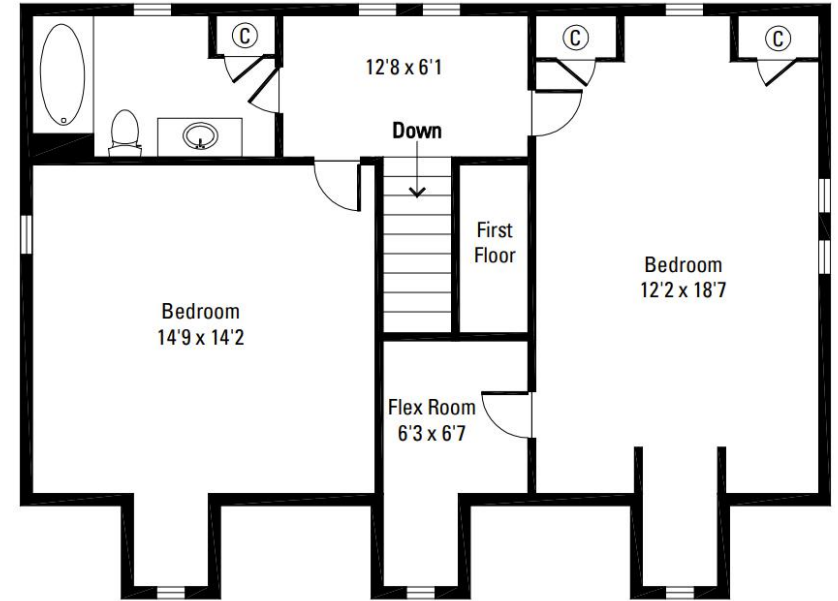 C
C
C
12'8 x 6'1
Down
First
Floor
Bedroom
12'2 x 18'7
Bedroom
14'9 x 14'2
Flex Room
6'3 x 6'7